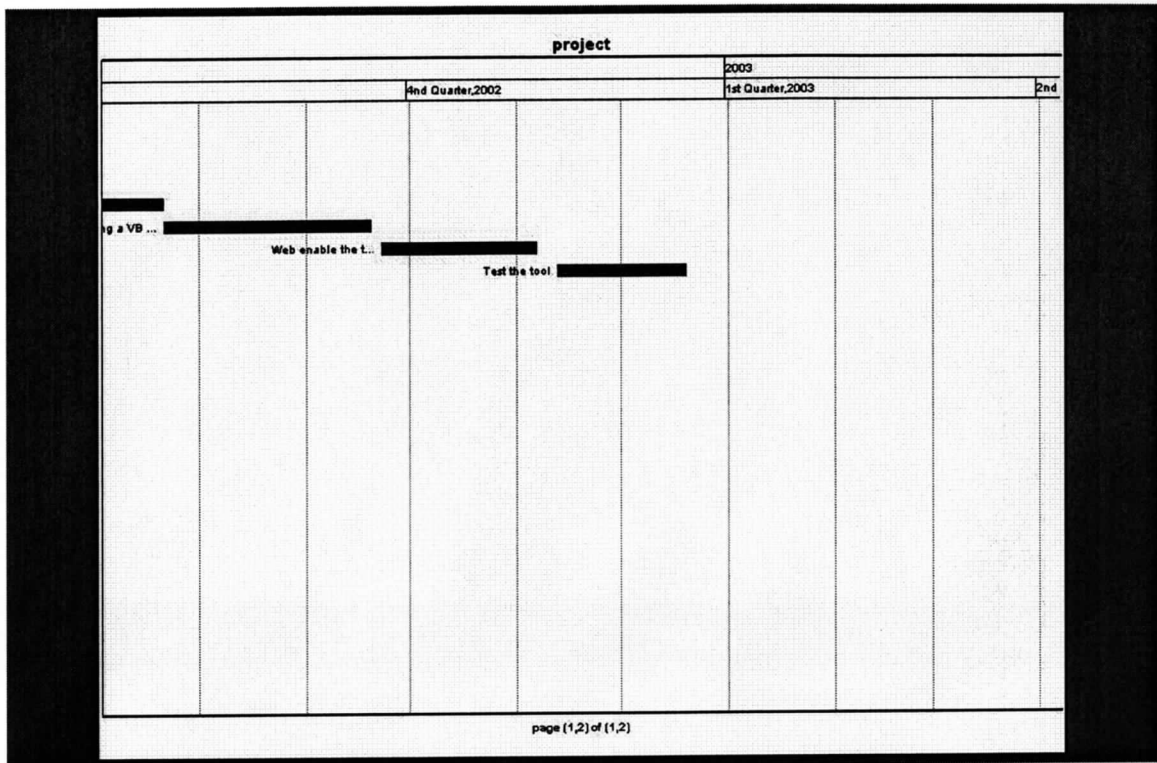 project
2003
4nd Quarter,2002
1st Quarter,2003
2nd
ng a VB ...
Web enable the t...
Test the tool
page (1,2) of (1,2)